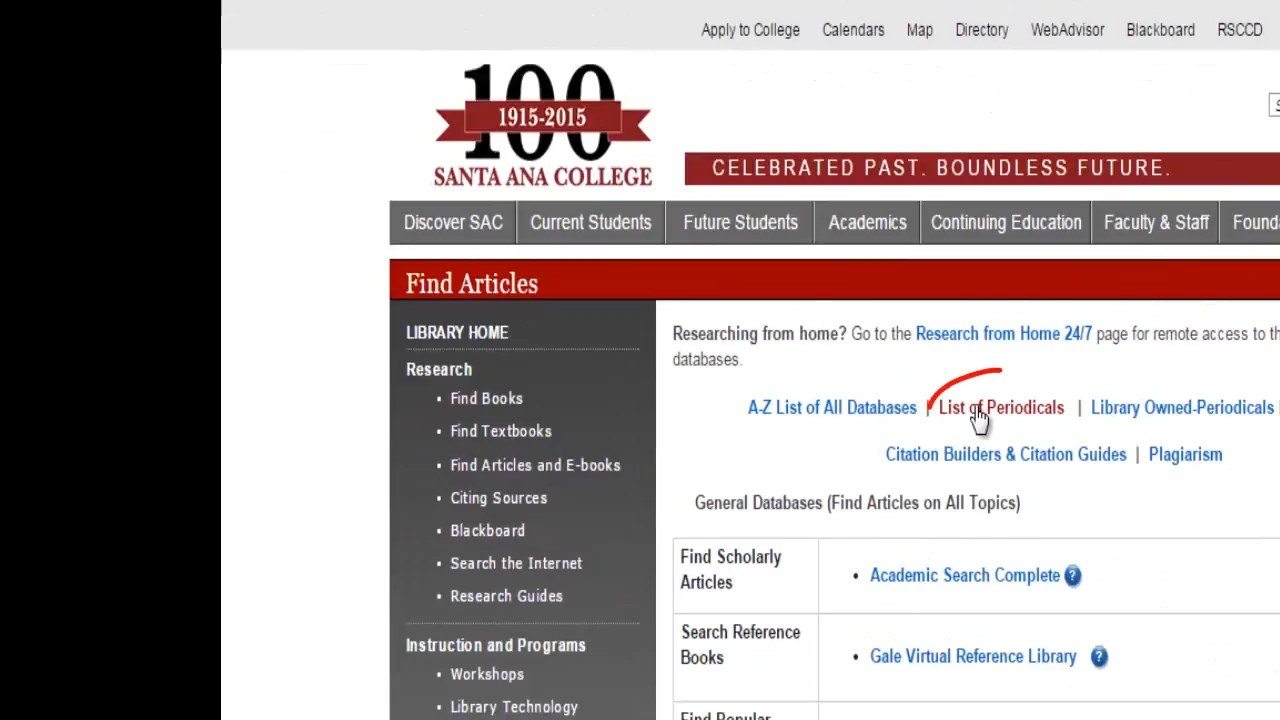 Apply to College Calendars Map Directory WebAdvisor Blackboard RSCCD
100
1915-2015
SANTA ANA COLLEGE
CELEBRATED PAST. BOUNDLESS FUTURE.
Discover SAC Current Students Future Students Academics Continuing Education Faculty & Staff
Find Articles
LIBRARY HOME
Research
• Find Books
• Find Textbooks
• Find Articles and E-books
• Citing Sources
• Blackboard
• Search the Internet
• Research Guides
Instruction and Programs
• Workshops
• Library Technology
Researching from home? Go to the Research from Home 24/7 page for remote access to
databases.
A-Z List of All Databases | List of Periodicals | Library Owned-Periodicals
Citation Builders & Citation Guides | Plagiarism
General Databases (Find Articles on All Topics)
Find Scholarly
Articles
• Academic Search Complete ?
Search Reference
Books
• Gale Virtual Reference Library ?
Find Popular